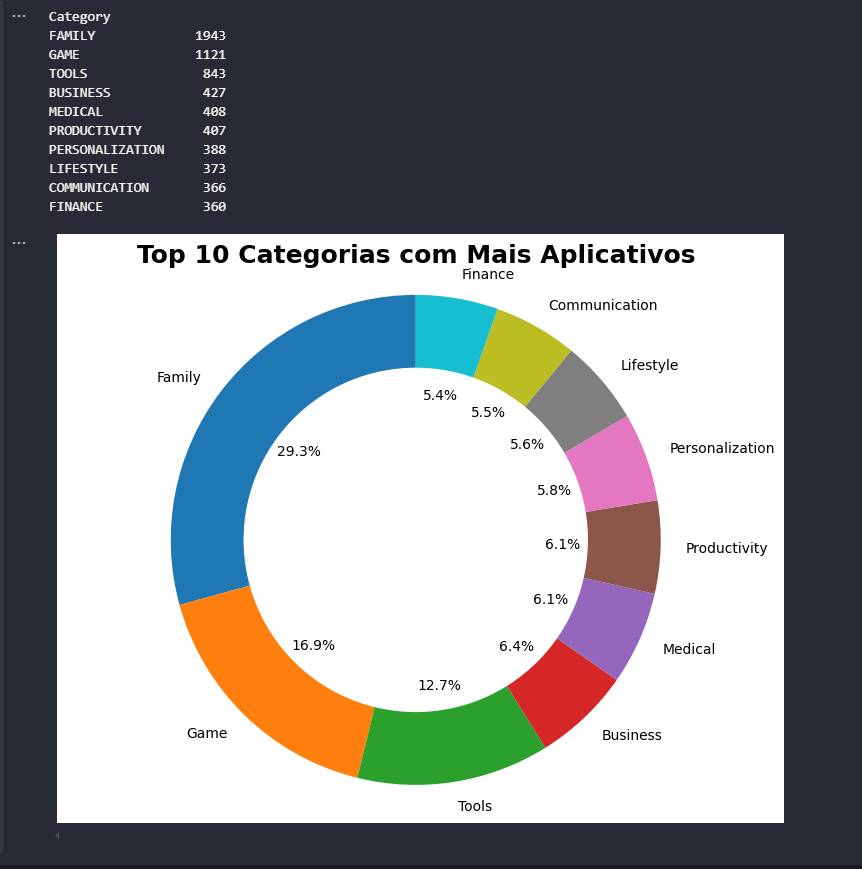 Category
FAMILY 1943
GAME 1121
TOOLS 843
BUSINESS 427
MEDICAL 408
PRODUCTIVITY 407
PERSONALIZATION 388
LIFESTYLE 373
COMMUNICATION 366
FINANCE 360
Top 10 Categorias com Mais Aplicativos
Finance
Communication
Lifestyle
Family
5.4%
5.5%
5.6%
29.3%
Personalization
5.8%
6.1%
Productivity
6.1%
16.9%
6.4%
Medical
12.7%
Game
Business
Tools